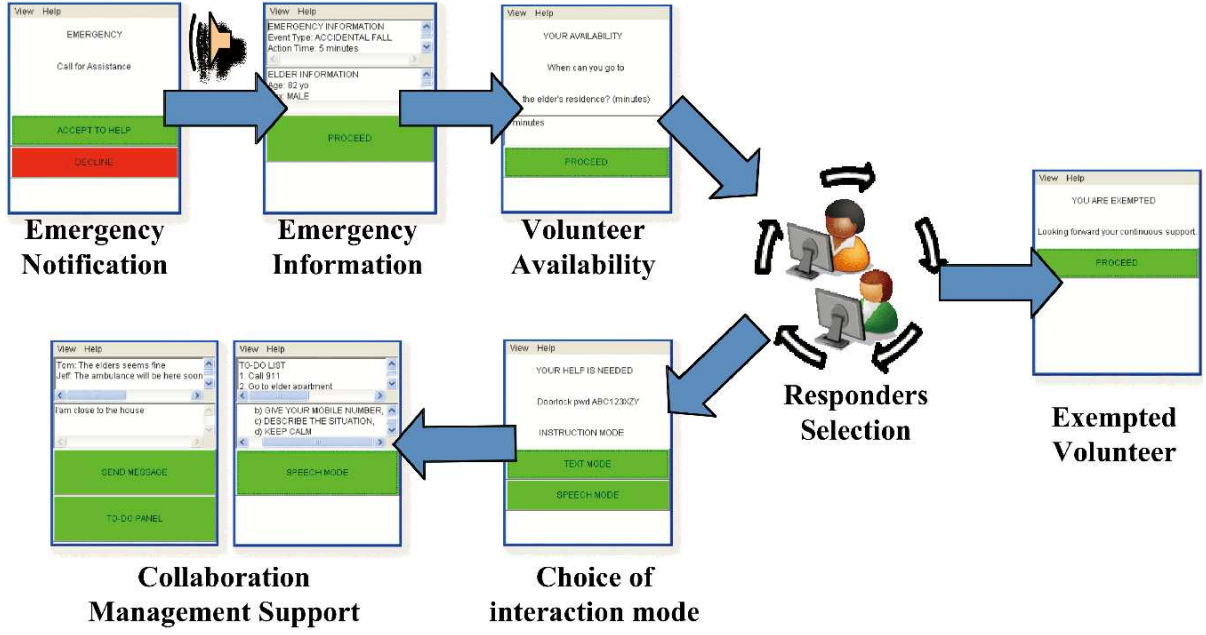 View Help
EMERGENCY
Call for Assistance
ACCEPT TO HELP
DECLINE
Emergency
Notification
EMERGENCY INFORMATION
Event Type: ACCIDENTAL FALL
Action Time: 5 minutes
ELDER INFORMATION
Age: 82 yo
MALE
PROCEED
Emergency
Information
View Help
YOUR AVAILABILITY
When can you go to
the elder's residence? (minutes)
minutes
PROCEED
Volunteer
Availability
Responders
Selection
View Help
YOU ARE EXEMPTED
Looking forward your continuous support.
PROCEED
Exempted
Volunteer
View Help
YOUR HELP IS NEEDED
Doorlock pwd ABC123XZY
INSTRUCTION MODE
TEXT MODE
SPEECH MODE
Choice of
interaction mode
View Help
TO-DO LIST
1. Call 911
2. Go to elder apartment
b) GIVE YOUR MOBILE NUMBER,
c) DESCRIBE THE SITUATION,
d) KEEP CALM
SPEECH MODE
View Help
Tom: The elders seems fine
Jeff: The ambulance will be here soon
I'am close to the house
SEND MESSAGE
TO-DO PANEL
Collaboration
Management Support